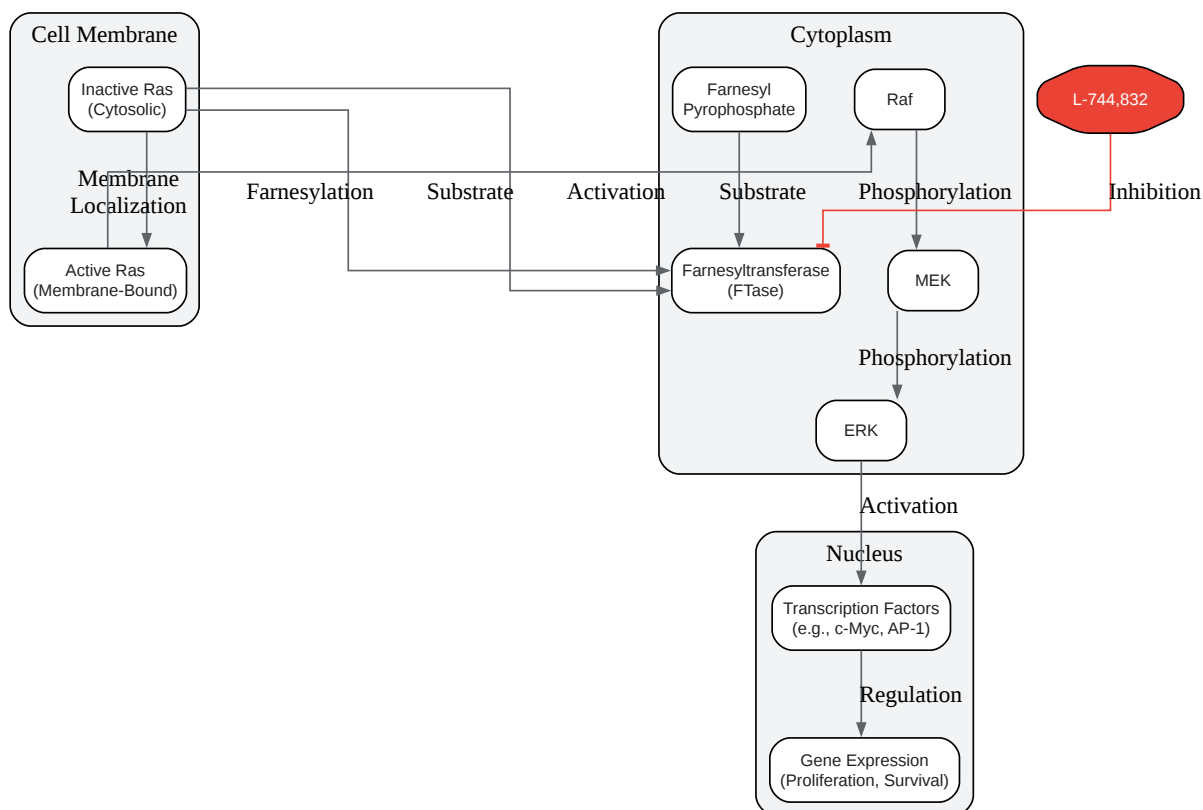 Cell Membrane
Cytoplasm
Inactive Ras
(Cytosolic)
Farnesyl
Pyrophosphate
Raf
L-744,832
Membrane
Localization
Farnesylation
Substrate
Activation
Substrate
Phosphorylation
Inhibition
Active Ras
(Membrane-Bound)
Farnesyltransferase
(FTase)
MEK
Phosphorylation
ERK
Activation
Nucleus
Transcription Factors
(e.g., c-Myc, AP-1)
Regulation
Gene Expression
(Proliferation, Survival)